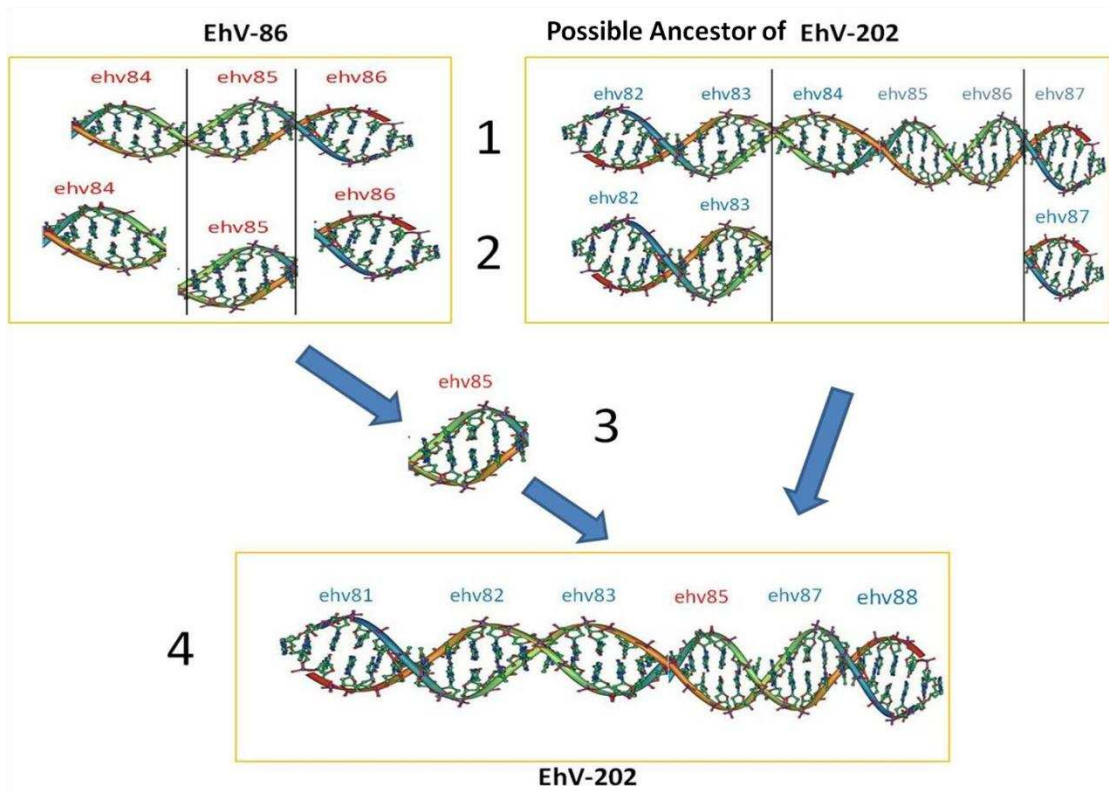 EhV-86
Possible Ancestor of EhV-202
ehv84 ehv85 ehv86
ehv82 ehv83 ehv84 ehv85 ehv86 ehv87
1
ehv84 ehv85 ehv86
ehv82 ehv83 ehv87
2
ehv85
3
ehv81 ehv82 ehv83 ehv85 ehv87 ehv88
4
EhV-202